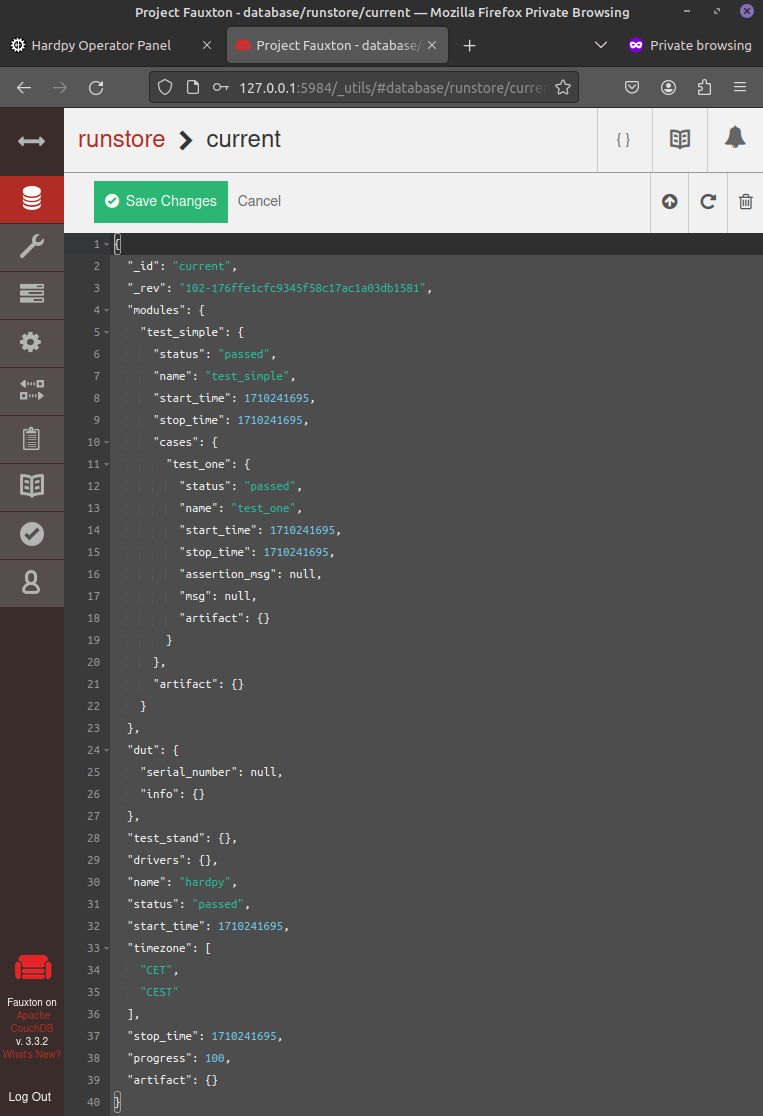 Project Fauxton - database/runstore/current — Mozilla Firefox Private Browsing
Hardpy Operator Panel
Project Fauxton - database/
Private browsing
127.0.0.1:5984/_utils/#database/runstore/curren
runstore > current
{ }
Save Changes Cancel
1 {
2 "_id": "current",
3 "_rev": "102-176ffe1cfc9345f58c17ac1a03db1581",
4 "modules": {
5 "test_simple": {
6 "status": "passed",
7 "name": "test_simple",
8 "start_time": 1710241695,
9 "stop_time": 1710241695,
10 "cases": {
11 "test_one": {
12 "status": "passed",
13 "name": "test_one",
14 "start_time": 1710241695,
15 "stop_time": 1710241695,
16 "assertion_msg": null,
17 "msg": null,
18 "artifact": {}
19 }
20 },
21 "artifact": {}
22 }
23 },
24 "dut": {
25 "serial_number": null,
26 "info": {}
27 },
28 "test_stand": {},
29 "drivers": {},
30 "name": "hardpy",
31 "status": "passed",
32 "start_time": 1710241695,
33 "timezone": [
34 "CET",
35 "CEST"
36 ],
37 "stop_time": 1710241695,
38 "progress": 100,
39 "artifact": {}
40 }
Fauxton on
Apache
CouchDB
v. 3.3.2
What's New?
Log Out